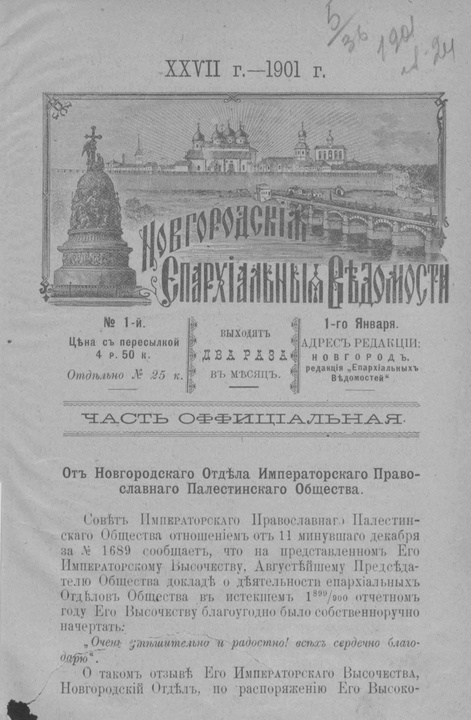 Б/36 1901
XXVII г.—1901 г.
НОВГОРОДСКІЯ
ЕПАРХІАЛЬНЫЯ ВѢДОМОСТИ
№ 1-й.
Цѣна съ пересылкой
4 р. 50 к.
Отдѣльно № 25 к.
ВЫХОДЯТЪ
ДВА РАЗА
ВЪ МѢСЯЦЪ.
1-го Января.
АДРЕСЪ РЕДАКЦІИ:
НОВГОРОДЪ.
редакція „Епархіальныхъ
Вѣдомостей“
ЧАСТЬ ОФФИЦІАЛЬНАЯ.
Отъ Новгородскаго Отдѣла Императорскаго Право-
славнаго Палестинскаго Общества.
Совѣтъ Императорскаго Православнаго Палестин-
скаго Общества отношеніемъ отъ 11 минувшаго декабря
за № 1689 сообщаетъ, что на представленномъ Его
Императорскому Высочеству, Августѣйшему Предсѣда-
телю Общества докладѣ о дѣятельности епархіальныхъ
Отдѣловъ Общества въ истекшемъ 1899/900 отчетномъ
году Его Высочеству благоугодно было собственноручно
начертать:
„Очень утѣшительно и радостно! всѣхъ сердечно благо-
дарю“.
О такомъ отзывѣ Его Императорскаго Высочества,
Новгородскій Отдѣлъ, по распоряженію Его Высоко-